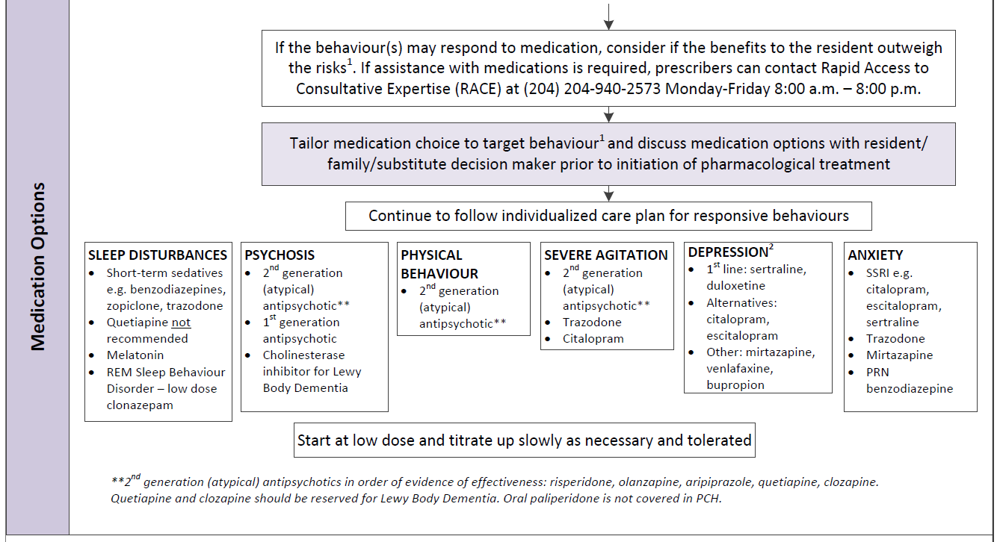 Medication Options
If the behaviour(s) may respond to medication, consider if the benefits to the resident outweigh
the risks1. If assistance with medications is required, prescribers can contact Rapid Access to
Consultative Expertise (RACE) at (204) 204-940-2573 Monday-Friday 8:00 a.m. – 8:00 p.m.
Tailor medication choice to target behaviour1 and discuss medication options with resident/
family/substitute decision maker prior to initiation of pharmacological treatment
Continue to follow individualized care plan for responsive behaviours
SLEEP DISTURBANCES
• Short-term sedatives
e.g. benzodiazepines,
zopiclone, trazodone
• Quetiapine not
recommended
• Melatonin
• REM Sleep Behaviour
Disorder – low dose
clonazepam
PSYCHOSIS
• 2nd generation
(atypical)
antipsychotic**
• 1st generation
antipsychotic
• Cholinesterase
inhibitor for Lewy
Body Dementia
PHYSICAL
BEHAVIOUR
• 2nd generation
(atypical)
antipsychotic**
SEVERE AGITATION
• 2nd generation
(atypical)
antipsychotic**
• Trazodone
• Citalopram
DEPRESSION2
• 1st line: sertraline,
duloxetine
• Alternatives:
citalopram,
escitalopram
• Other: mirtazapine,
venlafaxine,
bupropion
ANXIETY
• SSRI e.g.
citalopram,
escitalopram,
sertraline
• Trazodone
• Mirtazapine
• PRN
benzodiazepine
Start at low dose and titrate up slowly as necessary and tolerated
**2nd generation (atypical) antipsychotics in order of evidence of effectiveness: risperidone, olanzapine, aripiprazole, quetiapine, clozapine.
Quetiapine and clozapine should be reserved for Lewy Body Dementia. Oral paliperidone is not covered in PCH.